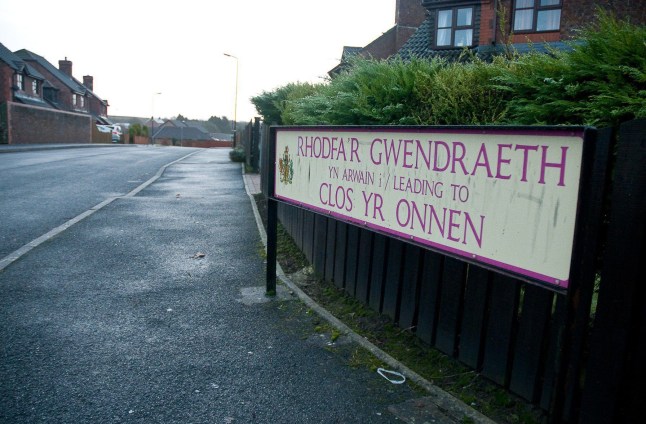 RHODFA'R GWENDRAETH
YN ARWAIN i / LEADING TO
CLOS YR ONNEN